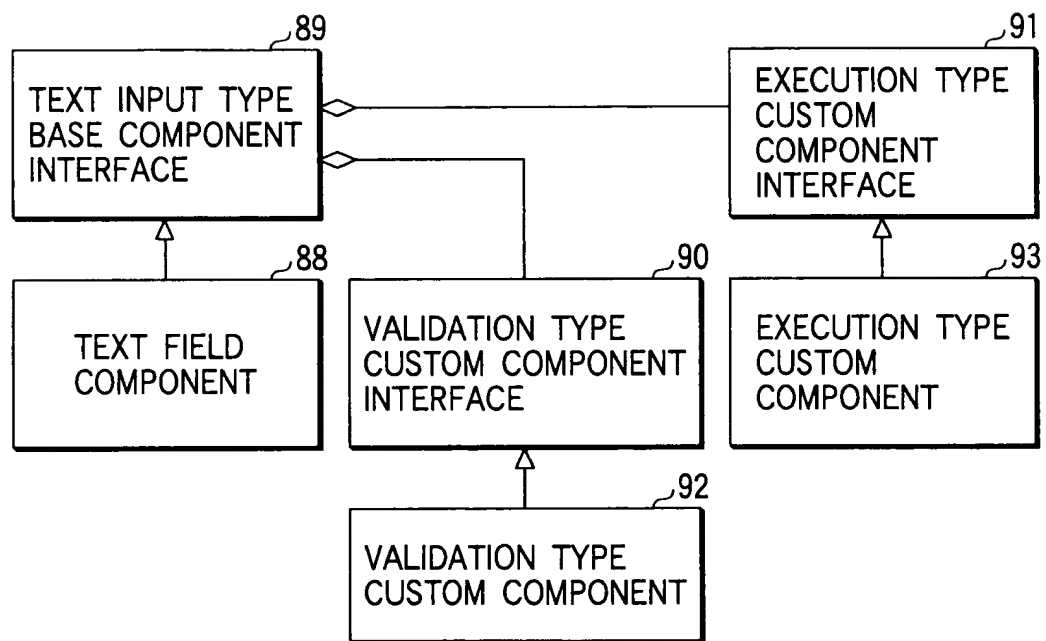 89
TEXT INPUT TYPE
BASE COMPONENT
INTERFACE
91
EXECUTION TYPE
CUSTOM
COMPONENT
INTERFACE
88
TEXT FIELD
COMPONENT
90
VALIDATION TYPE
CUSTOM COMPONENT
INTERFACE
93
EXECUTION TYPE
CUSTOM
COMPONENT
92
VALIDATION TYPE
CUSTOM COMPONENT